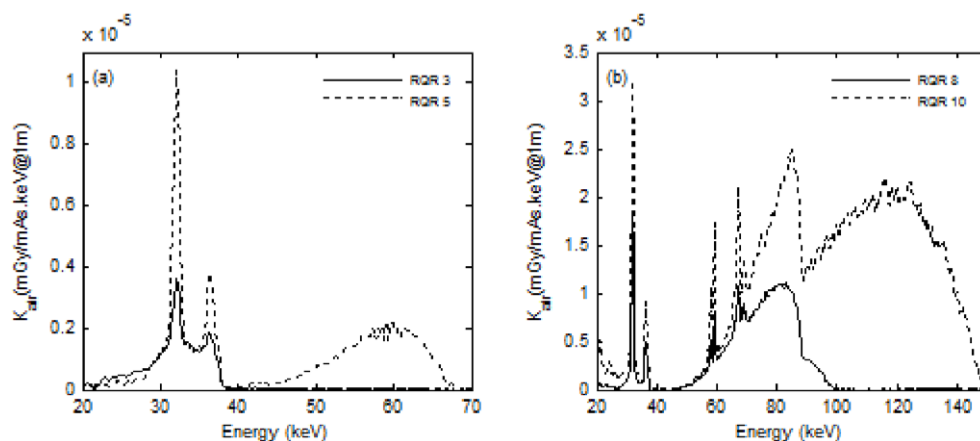 x 10⁻⁵
(a)
RQR 3
RQR 5
1
0.8
0.6
0.4
0.2
0
K_air(mGy/mAs.keV@1m)
20 30 40 50 60 70
Energy (keV)
x 10⁻⁵
(b)
RQR 8
RQR 10
3.5
3
2.5
2
1.5
1
0.5
0
K_air(mGy/mAs.keV@1m)
20 40 60 80 100 120 140
Energy (keV)